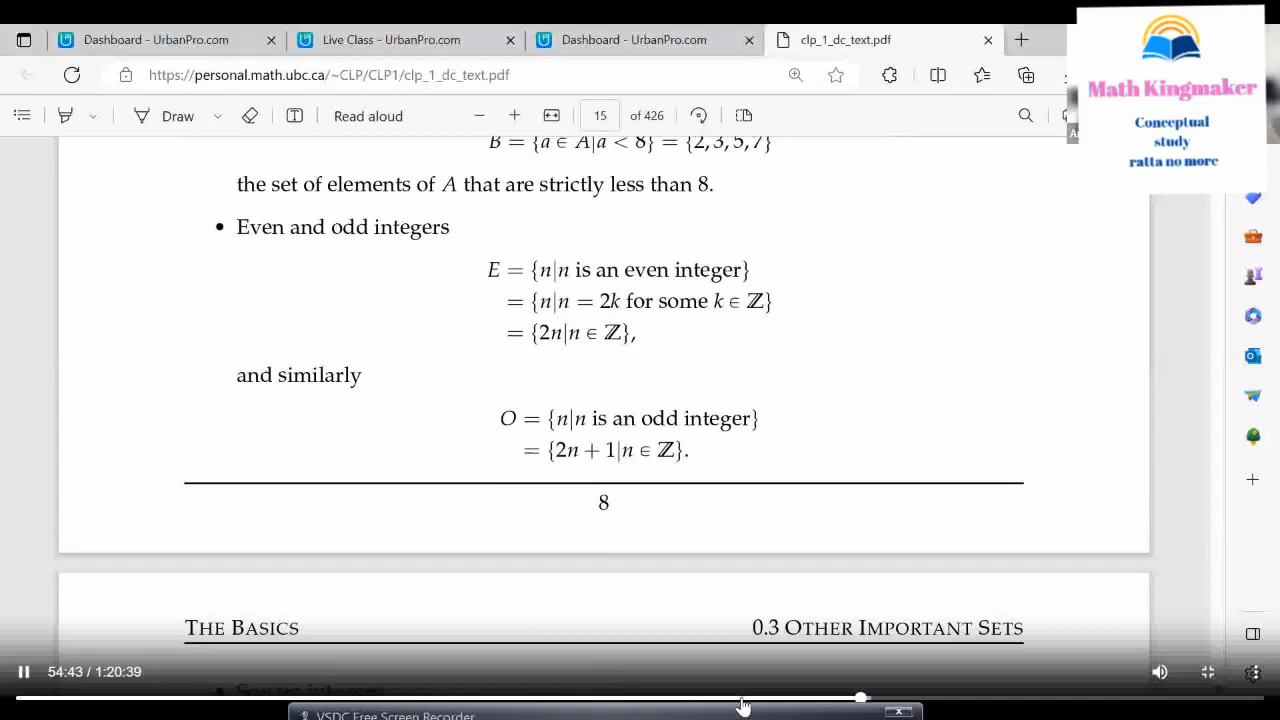 Dashboard - UrbanPro.com
Live Class - UrbanPro.com
Dashboard - UrbanPro.com
clp_1_dc_text.pdf
https://personal.math.ubc.ca/~CLP/CLP1/clp_1_dc_text.pdf
Draw
Read aloud
15 of 426
Math Kingmaker
Conceptual
study
ratta no more
B = {a ∈ A|a < 8} = {2, 3, 5, 7}
the set of elements of A that are strictly less than 8.
• Even and odd integers
E = {n|n is an even integer}
= {n|n = 2k for some k ∈ ℤ}
= {2n|n ∈ ℤ},
and similarly
O = {n|n is an odd integer}
= {2n + 1|n ∈ ℤ}.
8
THE BASICS
0.3 OTHER IMPORTANT SETS
54:43 / 1:20:39
VSDC Free Screen Recorder